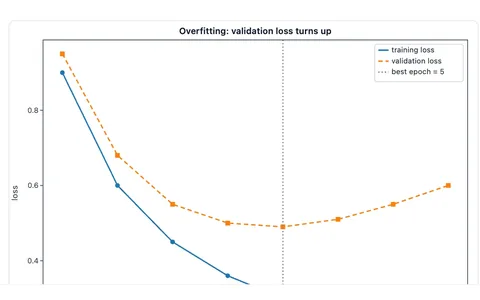 Overfitting: validation loss turns up
training loss
validation loss
best epoch ≈ 5
0.8
0.6
0.4
loss